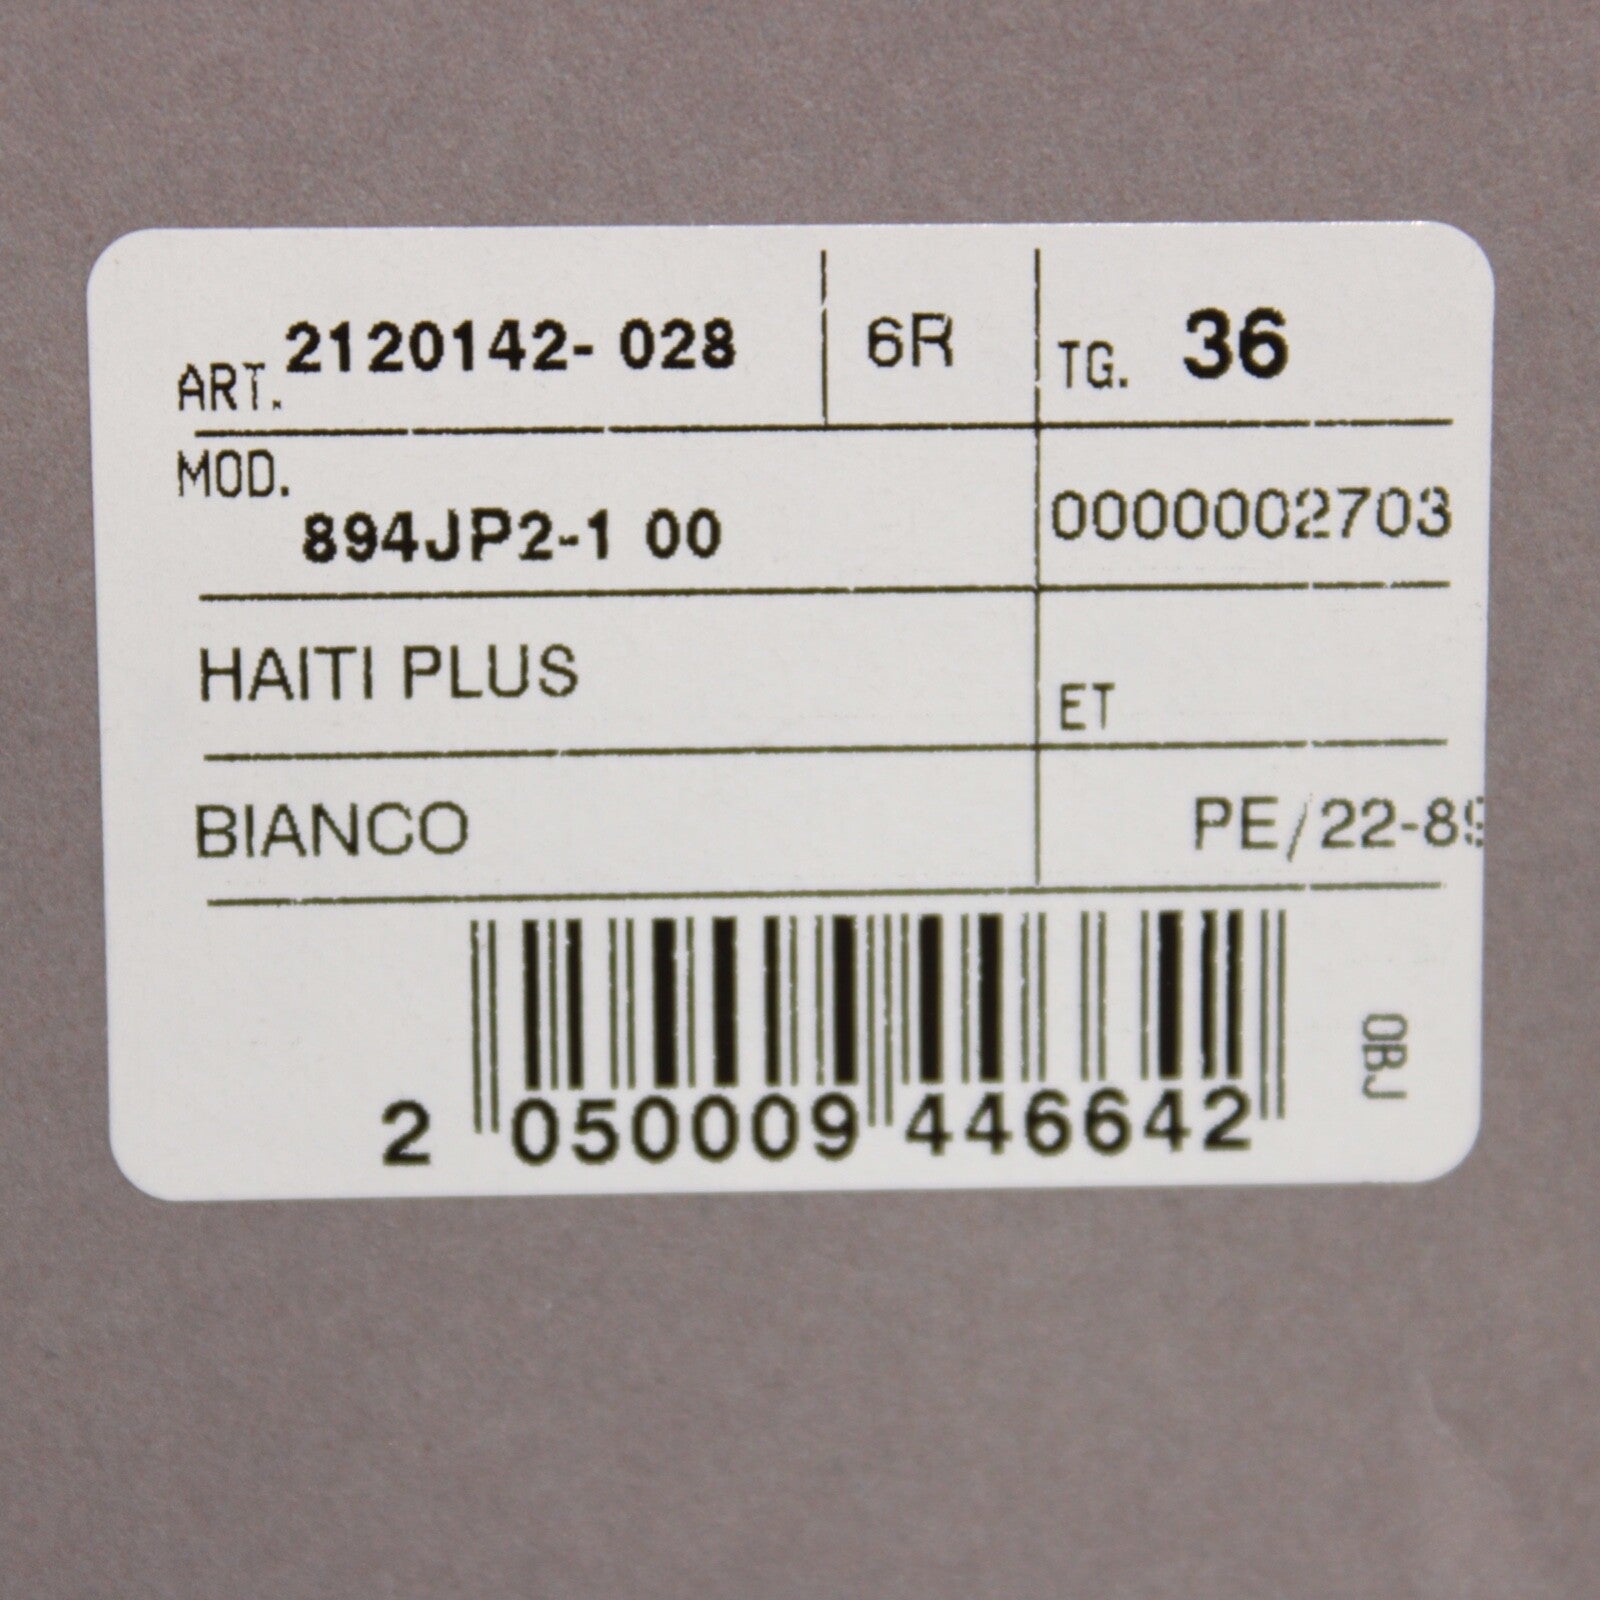 ART. 2120142- 028 6R TG. 36
MOD. 894JP2-1 00 0000002703
HAITI PLUS ET
BIANCO PE/22-89
2 050009 446642
OBJ